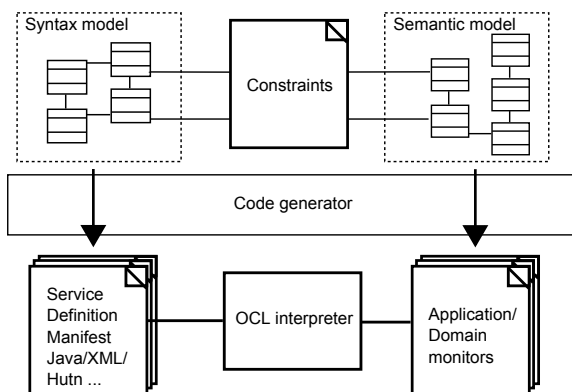 Syntax model
Semantic model
Constraints
Code generator
Service
Definition
Manifest
Java/XML/
Hutn ...
OCL interpreter
Application/
Domain
monitors